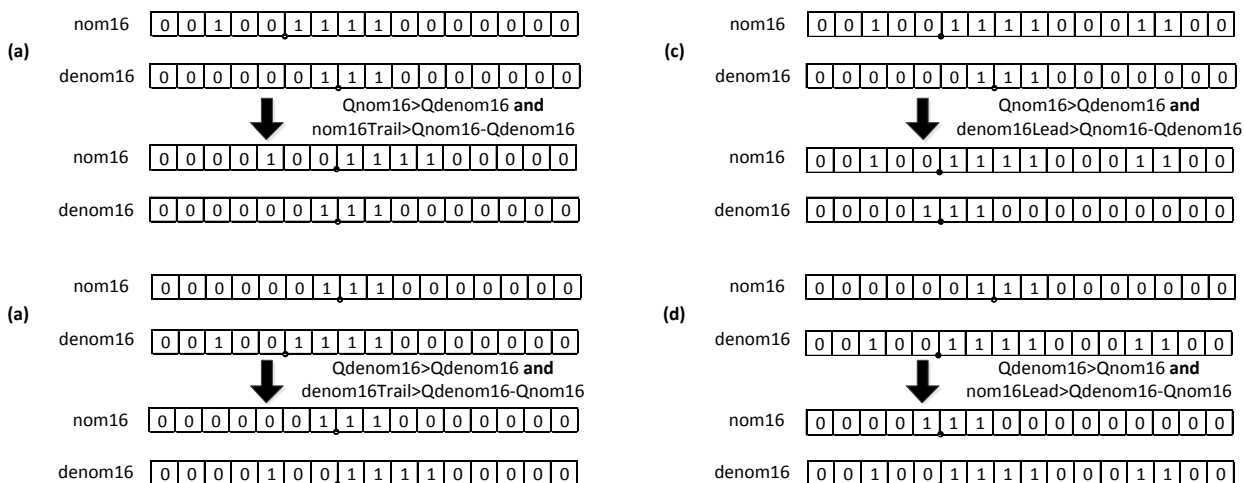 (a)
nom16 0 0 1 0 0 1 1 1 1 0 0 0 0 0 0 0
denom16 0 0 0 0 0 0 1 1 1 0 0 0 0 0 0 0
Qnom16>Qdenom16 and
nom16Trail>Qnom16-Qdenom16
nom16 0 0 0 0 1 0 0 1 1 1 1 0 0 0 0 0
denom16 0 0 0 0 0 0 1 1 1 0 0 0 0 0 0 0
(c)
nom16 0 0 1 0 0 1 1 1 1 0 0 0 1 1 0 0
denom16 0 0 0 0 0 0 1 1 1 0 0 0 0 0 0 0
Qnom16>Qdenom16 and
denom16Lead>Qnom16-Qdenom16
nom16 0 0 1 0 0 1 1 1 1 0 0 0 1 1 0 0
denom16 0 0 0 0 1 1 1 0 0 0 0 0 0 0 0 0
(a)
nom16 0 0 0 0 0 0 1 1 1 0 0 0 0 0 0 0
denom16 0 0 1 0 0 1 1 1 1 0 0 0 0 0 0 0
Qdenom16>Qdenom16 and
denom16Trail>Qdenom16-Qnom16
nom16 0 0 0 0 0 0 1 1 1 0 0 0 0 0 0 0
denom16 0 0 0 0 1 0 0 1 1 1 1 0 0 0 0 0
(d)
nom16 0 0 0 0 0 0 1 1 1 0 0 0 0 0 0 0
denom16 0 0 1 0 0 1 1 1 1 0 0 0 1 1 0 0
Qdenom16>Qnom16 and
nom16Lead>Qdenom16-Qnom16
nom16 0 0 0 0 1 1 1 0 0 0 0 0 0 0 0 0
denom16 0 0 1 0 0 1 1 1 1 0 0 0 1 1 0 0